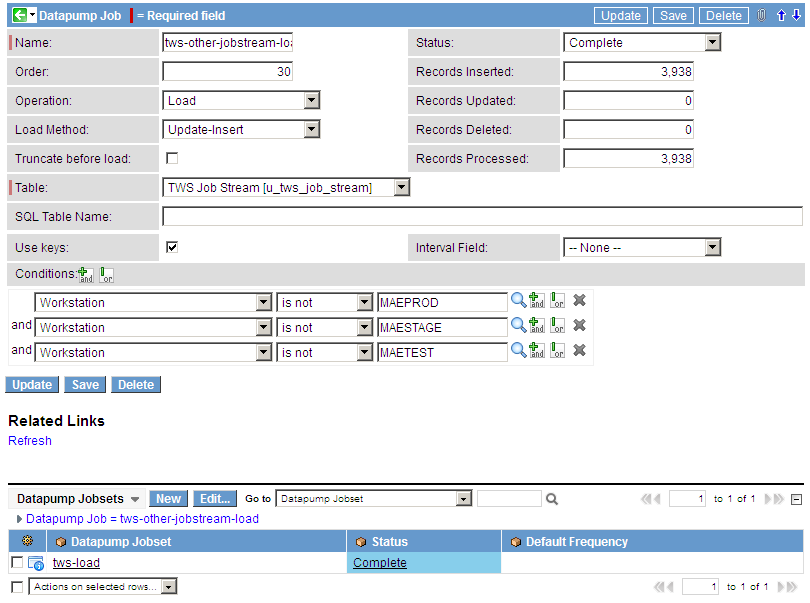 Datapump Job = Required field Update Save Delete
Name: tws-other-jobstream-loa Status: Complete
Order: 30 Records Inserted: 3,938
Operation: Load Records Updated: 0
Load Method: Update-Insert Records Deleted: 0
Truncate before load: Records Processed: 3,938
Table: TWS Job Stream [u_tws_job_stream]
SQL Table Name:
Use keys: Interval Field: -- None --
Conditions: and or
Workstation is not MAEPROD and or
and Workstation is not MAESTAGE and or
and Workstation is not MAETEST and or
Update Save Delete
Related Links
Refresh
Datapump Jobsets New Edit... Go to Datapump Jobset 1 to 1 of 1
Datapump Job = tws-other-jobstream-load
Datapump Jobset Status Default Frequency
tws-load Complete
Actions on selected rows... 1 to 1 of 1